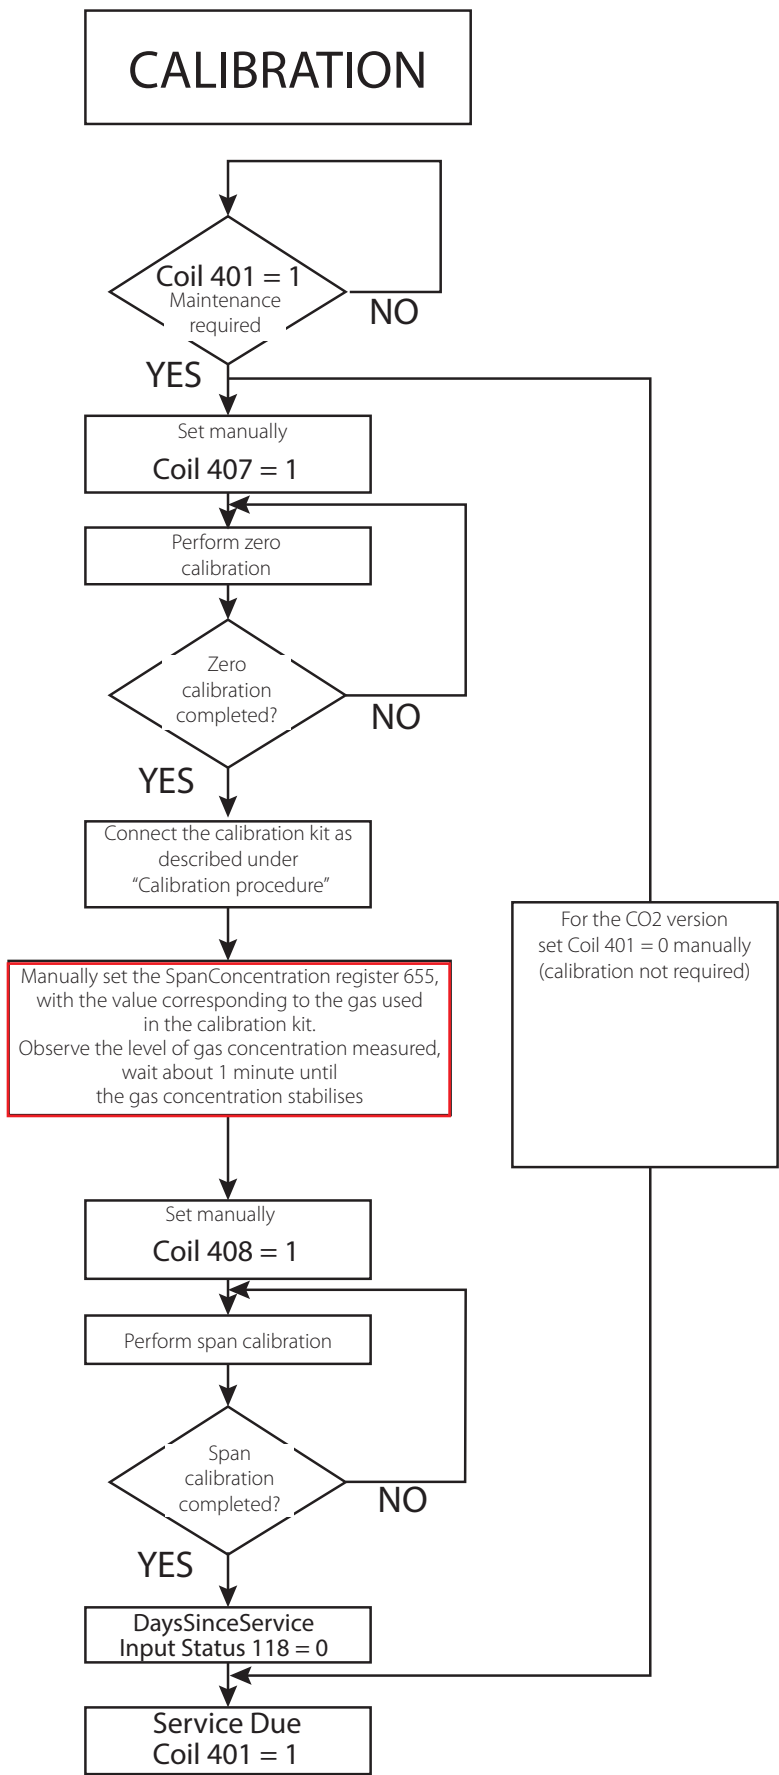 CALIBRATION
Coil 401 = 1
Maintenance
required
NO
YES
Set manually
Coil 407 = 1
Perform zero
calibration
Zero
calibration
completed?
NO
YES
Connect the calibration kit as
described under
“Calibration procedure”
For the CO2 version
set Coil 401 = 0 manually
(calibration not required)
Manually set the SpanConcentration register 655,
with the value corresponding to the gas used
in the calibration kit.
Observe the level of gas concentration measured,
wait about 1 minute until
the gas concentration stabilises
Set manually
Coil 408 = 1
Perform span calibration
Span
calibration
completed?
NO
YES
DaysSinceService
Input Status 118 = 0
Service Due
Coil 401 = 1